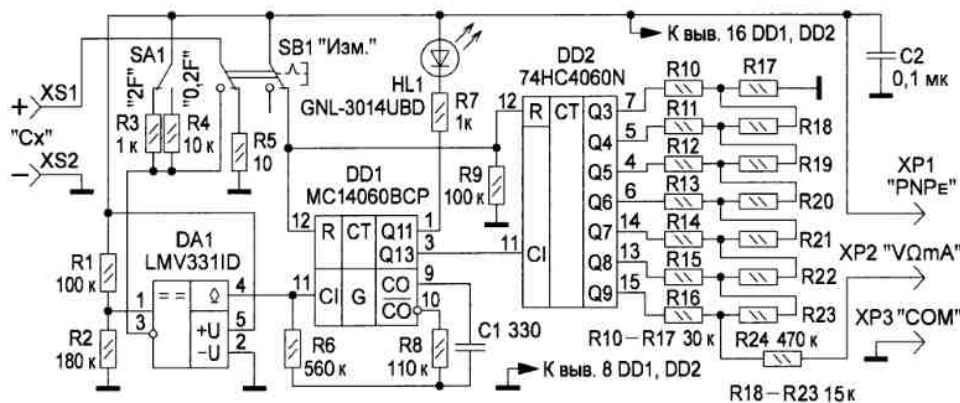 SA1
"2F"
"0,2F"
SB1 "Изм."
HL1
GNL-3014UBD
К выв. 16 DD1, DD2
C2
0,1 мк
XS1
+
"Cx"
−
XS2
R3
1 к
R4
10 к
R5
10
R7
1к
DD2
74HC4060N
12
R
CT
CI
11
Q3
7
Q4
5
Q5
4
Q6
6
Q7
14
Q8
13
Q9
15
R10
R11
R12
R13
R14
R15
R16
R17
R18
R19
R20
R21
R22
R23
R9
100 к
DD1
MC14060BCP
12
R
CT
G
CI
11
Q11
1
Q13
3
CO
9
CO
10
R1
100 к
R2
180 к
DA1
LMV331ID
1
3
==
◊
4
+U
5
−U
2
R6
560 к
R8
110 к
C1 330
К выв. 8 DD1, DD2
R10−R17 30 к
R24 470 к
R18−R23 15к
XP1
"PNPE"
XP2 "VΩmA"
XP3 "COM"